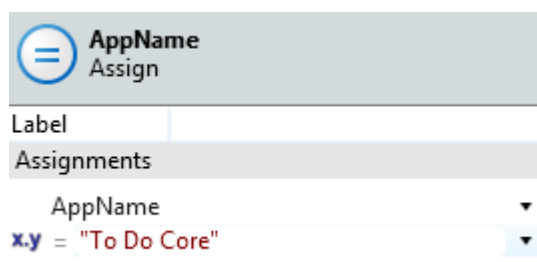 AppName
Assign
Label
Assignments
AppName
x.y = "To Do Core"